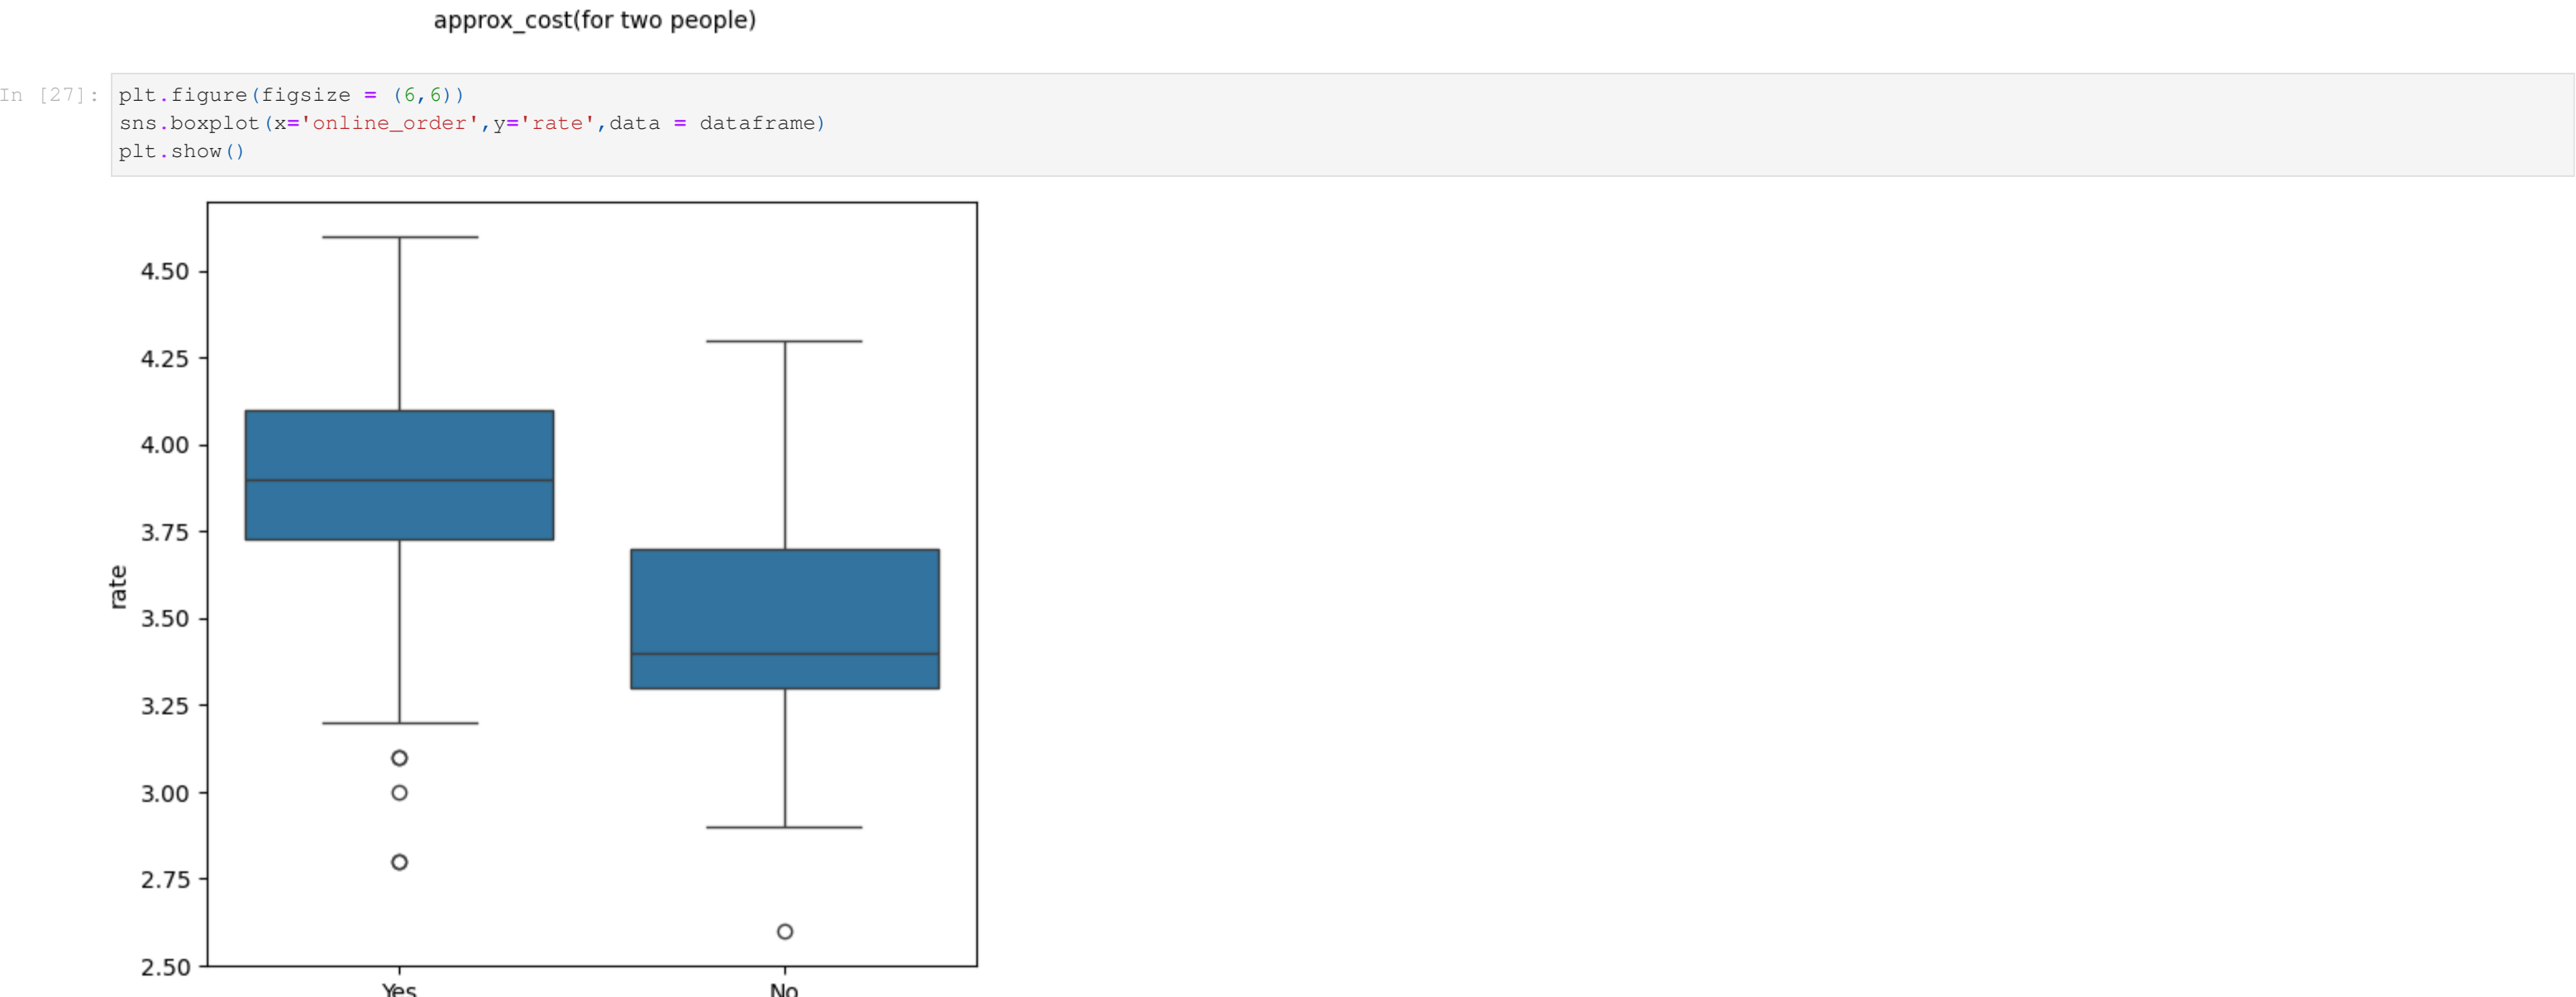 approx_cost(for two people)
In [27]:
plt.figure(figsize = (6,6))
sns.boxplot(x='online_order',y='rate',data = dataframe)
plt.show()
4.50
4.25
4.00
3.75
3.50
3.25
3.00
2.75
2.50
rate
Yes
No